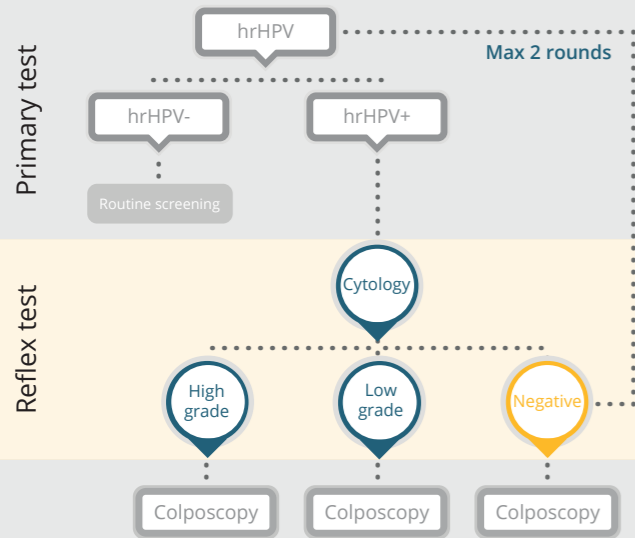 Primary test
hrHPV
Max 2 rounds
hrHPV-
hrHPV+
Routine screening
Reflex test
Cytology
High
grade
Low
grade
Negative
Colposcopy
Colposcopy
Colposcopy